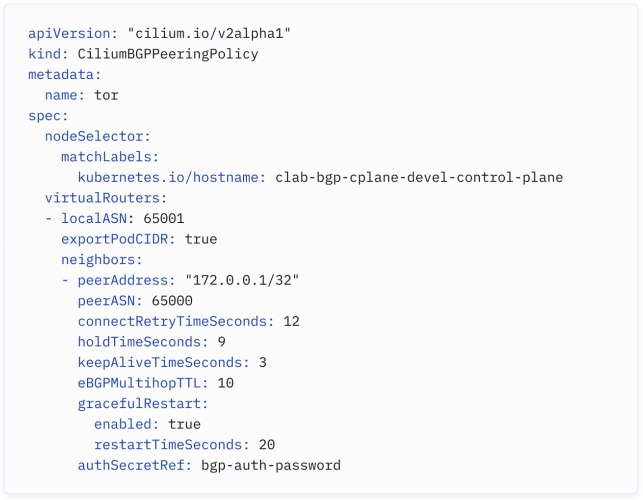 apiVersion: "cilium.io/v2alpha1"
kind: CiliumBGPPeeringPolicy
metadata:
  name: tor
spec:
  nodeSelector:
    matchLabels:
      kubernetes.io/hostname: clab-bgp-cplane-devel-control-plane
  virtualRouters:
  - localASN: 65001
    exportPodCIDR: true
    neighbors:
    - peerAddress: "172.0.0.1/32"
      peerASN: 65000
      connectRetryTimeSeconds: 12
      holdTimeSeconds: 9
      keepAliveTimeSeconds: 3
      eBGPMultihopTTL: 10
      gracefulRestart:
        enabled: true
        restartTimeSeconds: 20
      authSecretRef: bgp-auth-password